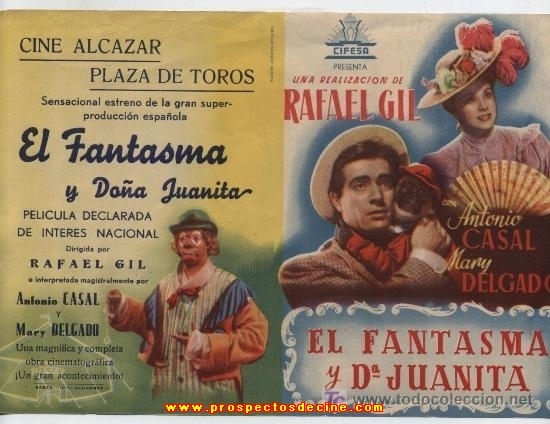 CINE ALCAZAR
PLAZA DE TOROS
Sensacional estreno de la gran super-
producción española
El Fantasma
y Doña Juanita
PELICULA DECLARADA
DE INTERES NACIONAL
Dirigida por
RAFAEL GIL
e interpretada magistralmente por
Antonio CASAL
y
Mary DELGADO
Una magnífica y completa
obra cinematográfica
¡Un gran acontecimiento!
CIFESA
PRESENTA
UNA REALIZACION DE
RAFAEL GIL
con
Antonio
CASAL
Mary
DELGADO
EL FANTASMA
y Dª JUANITA
todocoleccion.net
www.prospectosdecine.com